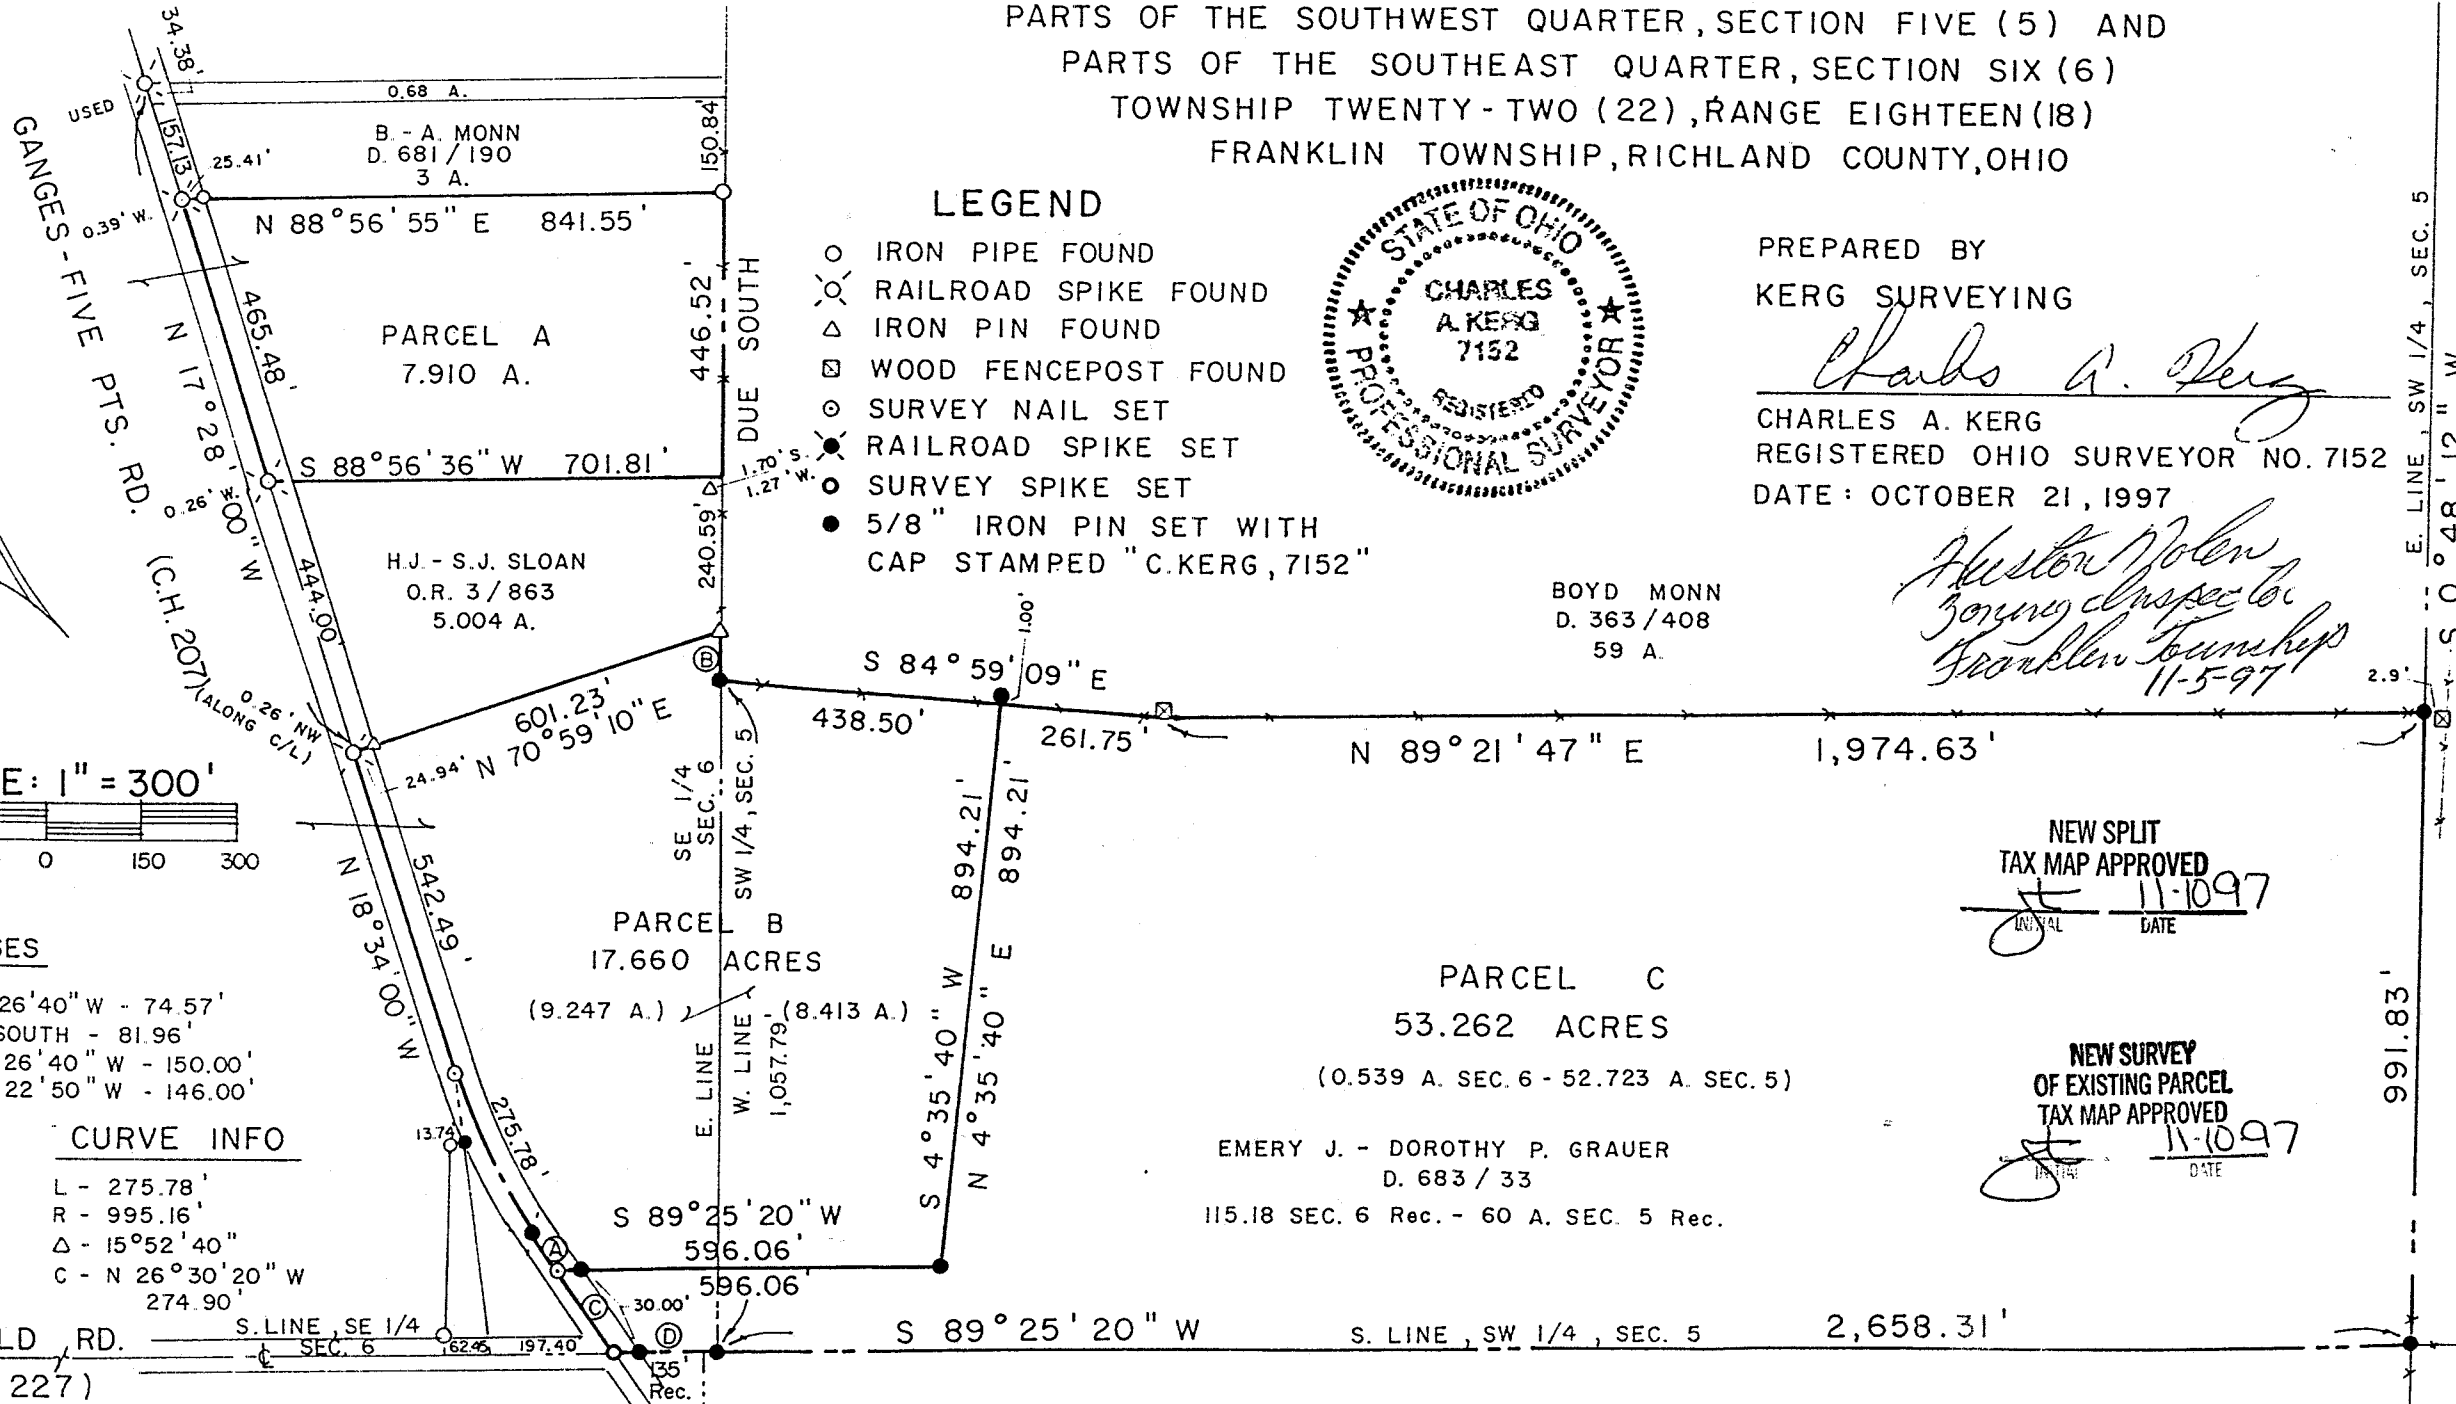 PARTS OF THE SOUTHWEST QUARTER, SECTION FIVE (5) AND
PARTS OF THE SOUTHEAST QUARTER, SECTION SIX (6)
TOWNSHIP TWENTY-TWO (22), RANGE EIGHTEEN (18)
FRANKLIN TOWNSHIP, RICHLAND COUNTY, OHIO
LEGEND
IRON PIPE FOUND
RAILROAD SPIKE FOUND
IRON PIN FOUND
WOOD FENCEPOST FOUND
SURVEY NAIL SET
RAILROAD SPIKE SET
SURVEY SPIKE SET
5/8" IRON PIN SET WITH
CAP STAMPED "C.KERG, 7152"
STATE OF OHIO
CHARLES
A. KERG
7152
REGISTERED
PROFESSIONAL SURVEYOR
PREPARED BY
KERG SURVEYING
Charles A. Kerg
CHARLES A. KERG
REGISTERED OHIO SURVEYOR NO. 7152
DATE: OCTOBER 21, 1997
Huston Nolen
Zoning Inspector
Franklin Township
11-5-97
34.38'
USED
157.13'
25.41'
0.39' W.
0.68 A.
B. - A. MONN
D. 681 / 190
3 A.
150.84'
N 88°56'55" E 841.55'
GANGES-FIVE PTS. RD. (C.H. 207)
465.48'
N 17°28'00" W
PARCEL A
7.910 A.
446.52'
DUE SOUTH
S 88°56'36" W 701.81'
1.70' S.
1.27' W.
0.26' W.
444.00'
H.J. - S.J. SLOAN
O.R. 3 / 863
5.004 A.
240.59'
B
0.26' NW
(ALONG C/L)
24.94'
601.23'
N 70°59'10" E
S 84°59'09" E
1.00'
438.50'
261.75'
BOYD MONN
D. 363 / 408
59 A.
N 89°21'47" E 1,974.63'
2.9'
E. LINE, SW 1/4, SEC. 5
S 0°48'12" W
991.83'
E: 1" = 300'
0 150 300
542.49'
N 18°34'00" W
SE 1/4
SEC. 6
SW 1/4, SEC. 5
PARCEL B
17.660 ACRES
(9.247 A.) - (8.413 A.)
E. LINE
W. LINE
1,057.79
S 4°35'40" W 894.21'
N 4°35'40" E 894.21'
PARCEL C
53.262 ACRES
(0.539 A. SEC. 6 - 52.723 A. SEC. 5)
EMERY J. - DOROTHY P. GRAUER
D. 683 / 33
115.18 SEC. 6 Rec. - 60 A. SEC. 5 Rec.
NEW SPLIT
TAX MAP APPROVED
11-10-97
INITIAL DATE
NEW SURVEY
OF EXISTING PARCEL
TAX MAP APPROVED
11-10-97
INITIAL DATE
SES
26'40" W - 74.57'
SOUTH - 81.96'
26'40" W - 150.00'
22'50" W - 146.00'
CURVE INFO
L - 275.78'
R - 995.16'
Δ - 15°52'40"
C - N 26°30'20" W
274.90'
13.74'
275.78'
A
S 89°25'20" W
596.06'
596.06'
C
30.00'
D
S. LINE, SE 1/4
SEC. 6
62.45
197.40
135'
Rec.
LD RD.
227)
S 89°25'20" W
S. LINE, SW 1/4, SEC. 5
2,658.31'